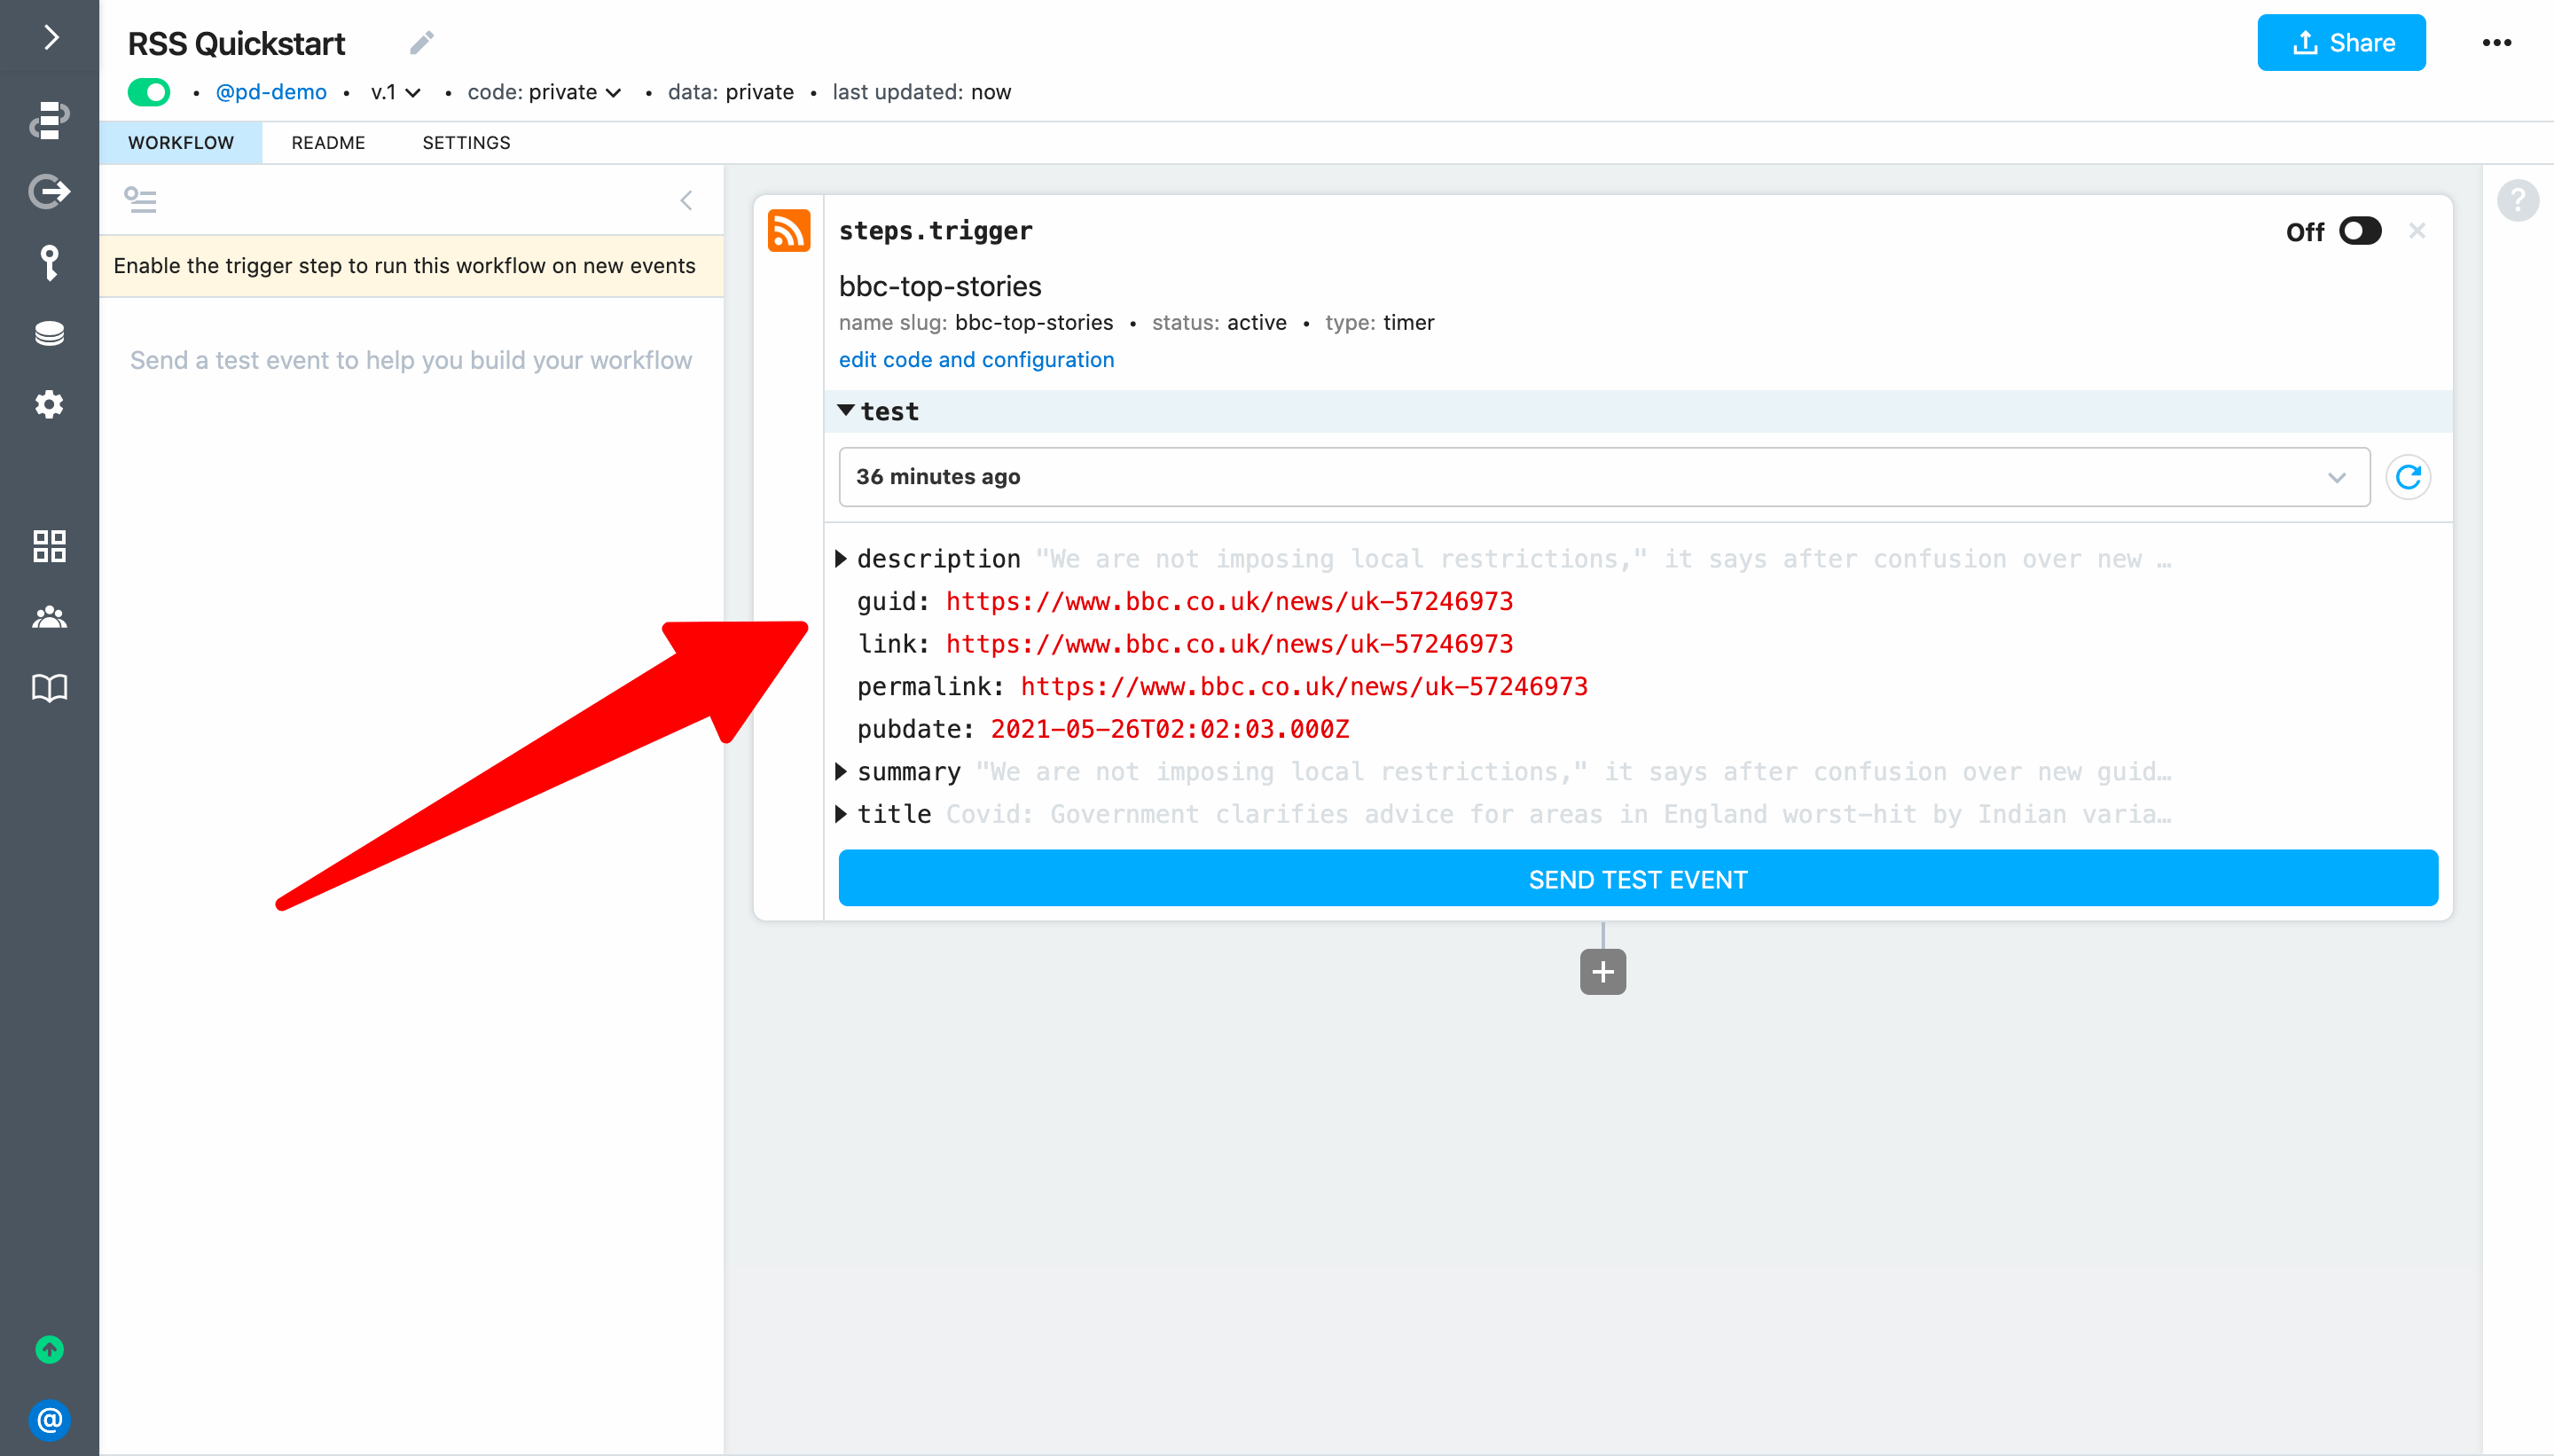 RSS Quickstart
Share
• @pd-demo • v.1 • code: private • data: private • last updated: now
WORKFLOW README SETTINGS
Enable the trigger step to run this workflow on new events
Send a test event to help you build your workflow
steps.trigger
Off
bbc-top-stories
name slug: bbc-top-stories • status: active • type: timer
edit code and configuration
test
36 minutes ago
description "We are not imposing local restrictions," it says after confusion over new …
guid: https://www.bbc.co.uk/news/uk-57246973
link: https://www.bbc.co.uk/news/uk-57246973
permalink: https://www.bbc.co.uk/news/uk-57246973
pubdate: 2021-05-26T02:02:03.000Z
summary "We are not imposing local restrictions," it says after confusion over new guid…
title Covid: Government clarifies advice for areas in England worst-hit by Indian varia…
SEND TEST EVENT